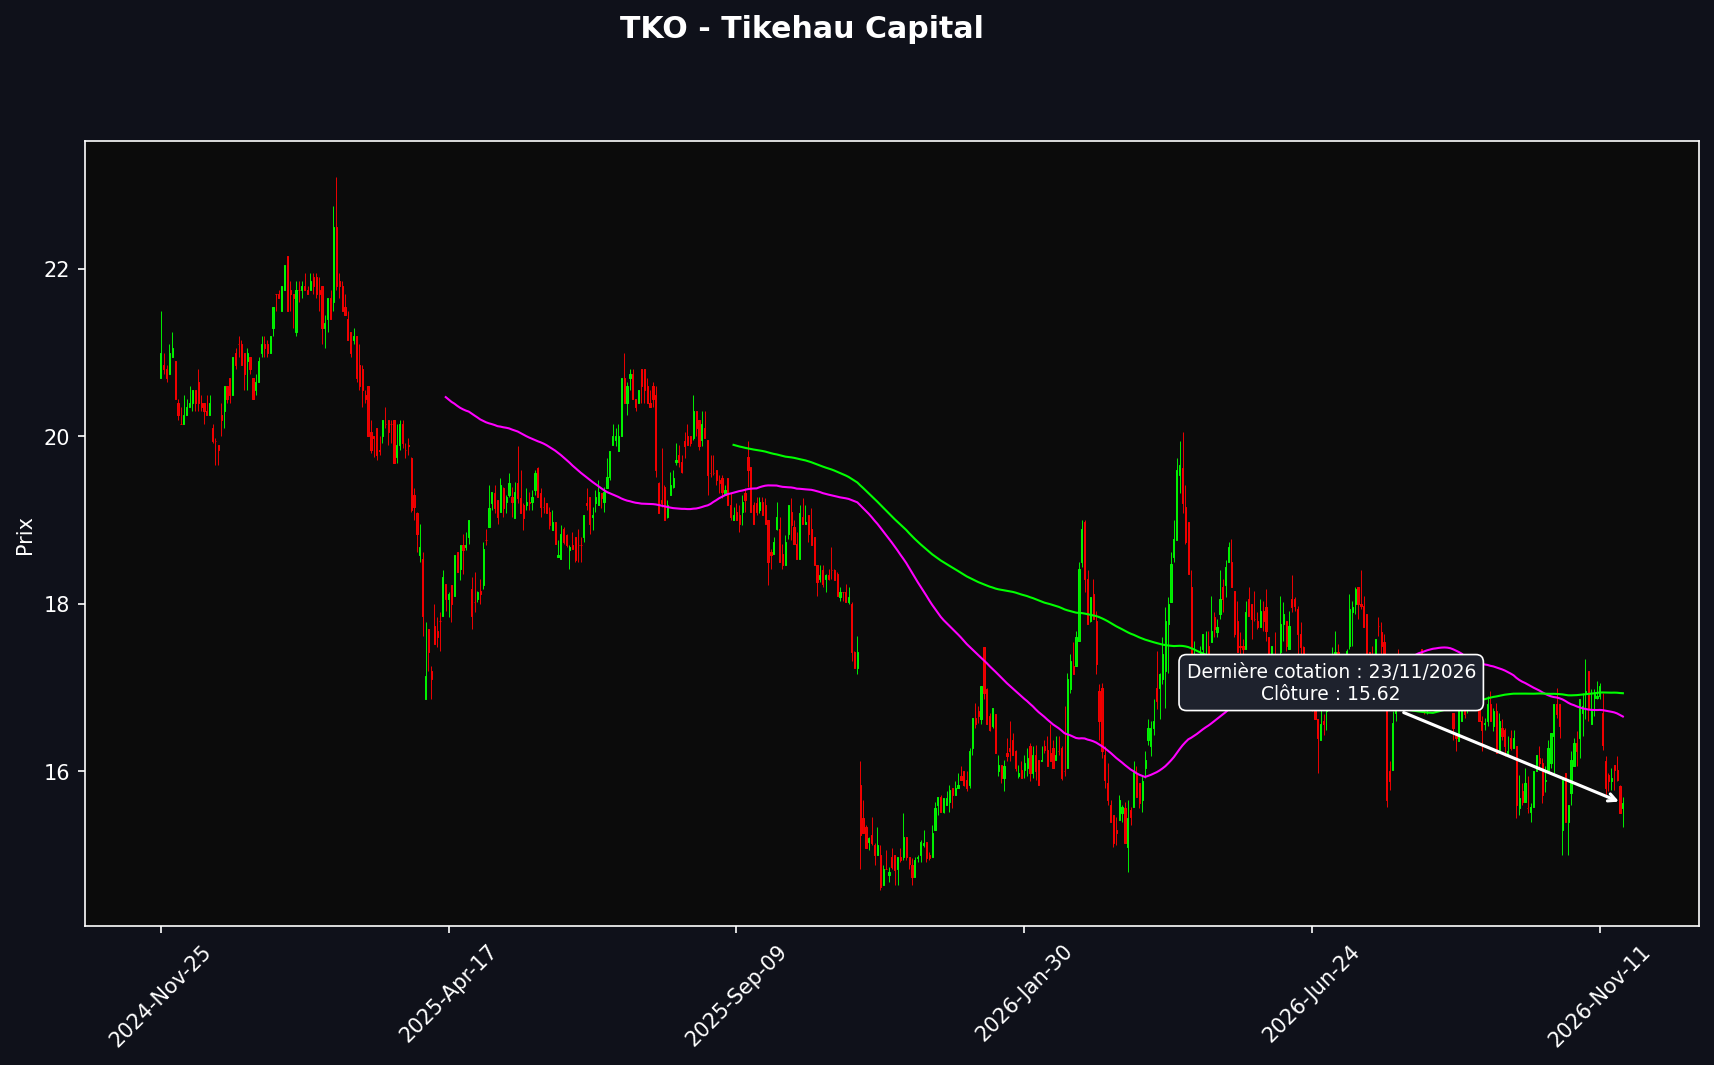 TKO - Tikehau Capital
22
20
18
16
Prix
Dernière cotation : 23/11/2026
Clôture : 15.62
2024-Nov-25
2025-Apr-17
2025-Sep-09
2026-Jan-30
2026-Jun-24
2026-Nov-11